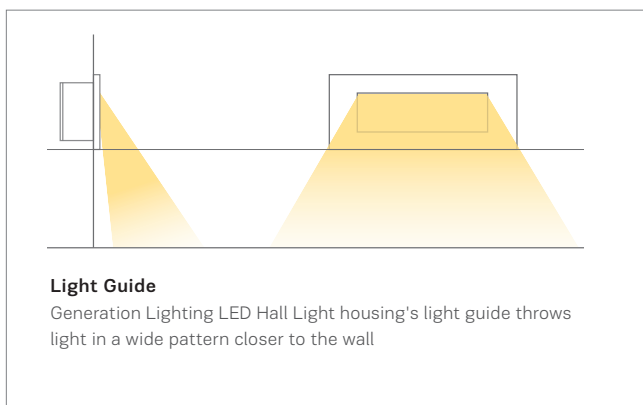 Light Guide
Generation Lighting LED Hall Light housing's light guide throws
light in a wide pattern closer to the wall